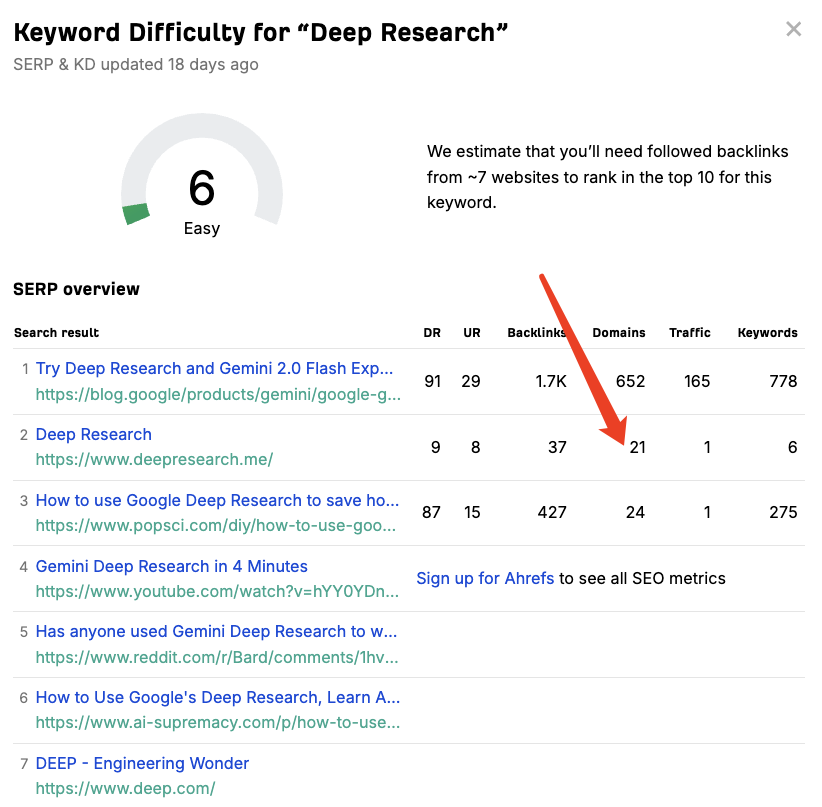 Keyword Difficulty for “Deep Research”
SERP & KD updated 18 days ago
6
Easy
We estimate that you’ll need followed backlinks
from ~7 websites to rank in the top 10 for this
keyword.
SERP overview
Search result DR UR Backlinks Domains Traffic Keywords
1 Try Deep Research and Gemini 2.0 Flash Exp...
https://blog.google/products/gemini/google-g...
91 29 1.7K 652 165 778
2 Deep Research
https://www.deepresearch.me/
9 8 37 21 1 6
3 How to use Google Deep Research to save ho...
https://www.popsci.com/diy/how-to-use-goo...
87 15 427 24 1 275
4 Gemini Deep Research in 4 Minutes
https://www.youtube.com/watch?v=hYY0YDn...
Sign up for Ahrefs to see all SEO metrics
5 Has anyone used Gemini Deep Research to w...
https://www.reddit.com/r/Bard/comments/1hv...
6 How to Use Google's Deep Research, Learn A...
https://www.ai-supremacy.com/p/how-to-use...
7 DEEP - Engineering Wonder
https://www.deep.com/